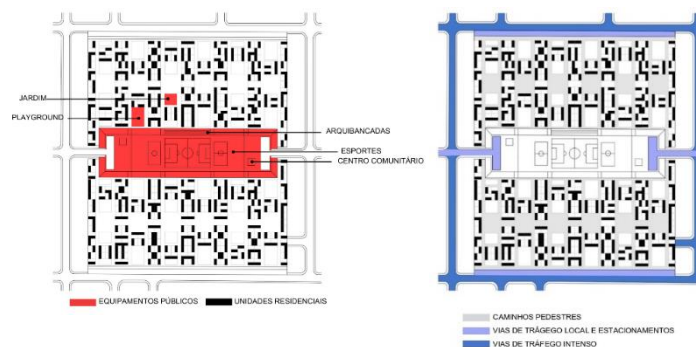 JARDIM
PLAYGROUND
ARQUIBANCADAS
ESPORTES
CENTRO COMUNITÁRIO
EQUIPAMENTOS PÚBLICOS
UNIDADES RESIDENCIAIS
CAMINHOS PEDESTRES
VIAS DE TRÁGEGO LOCAL E ESTACIONAMENTOS
VIAS DE TRÁFEGO INTENSO